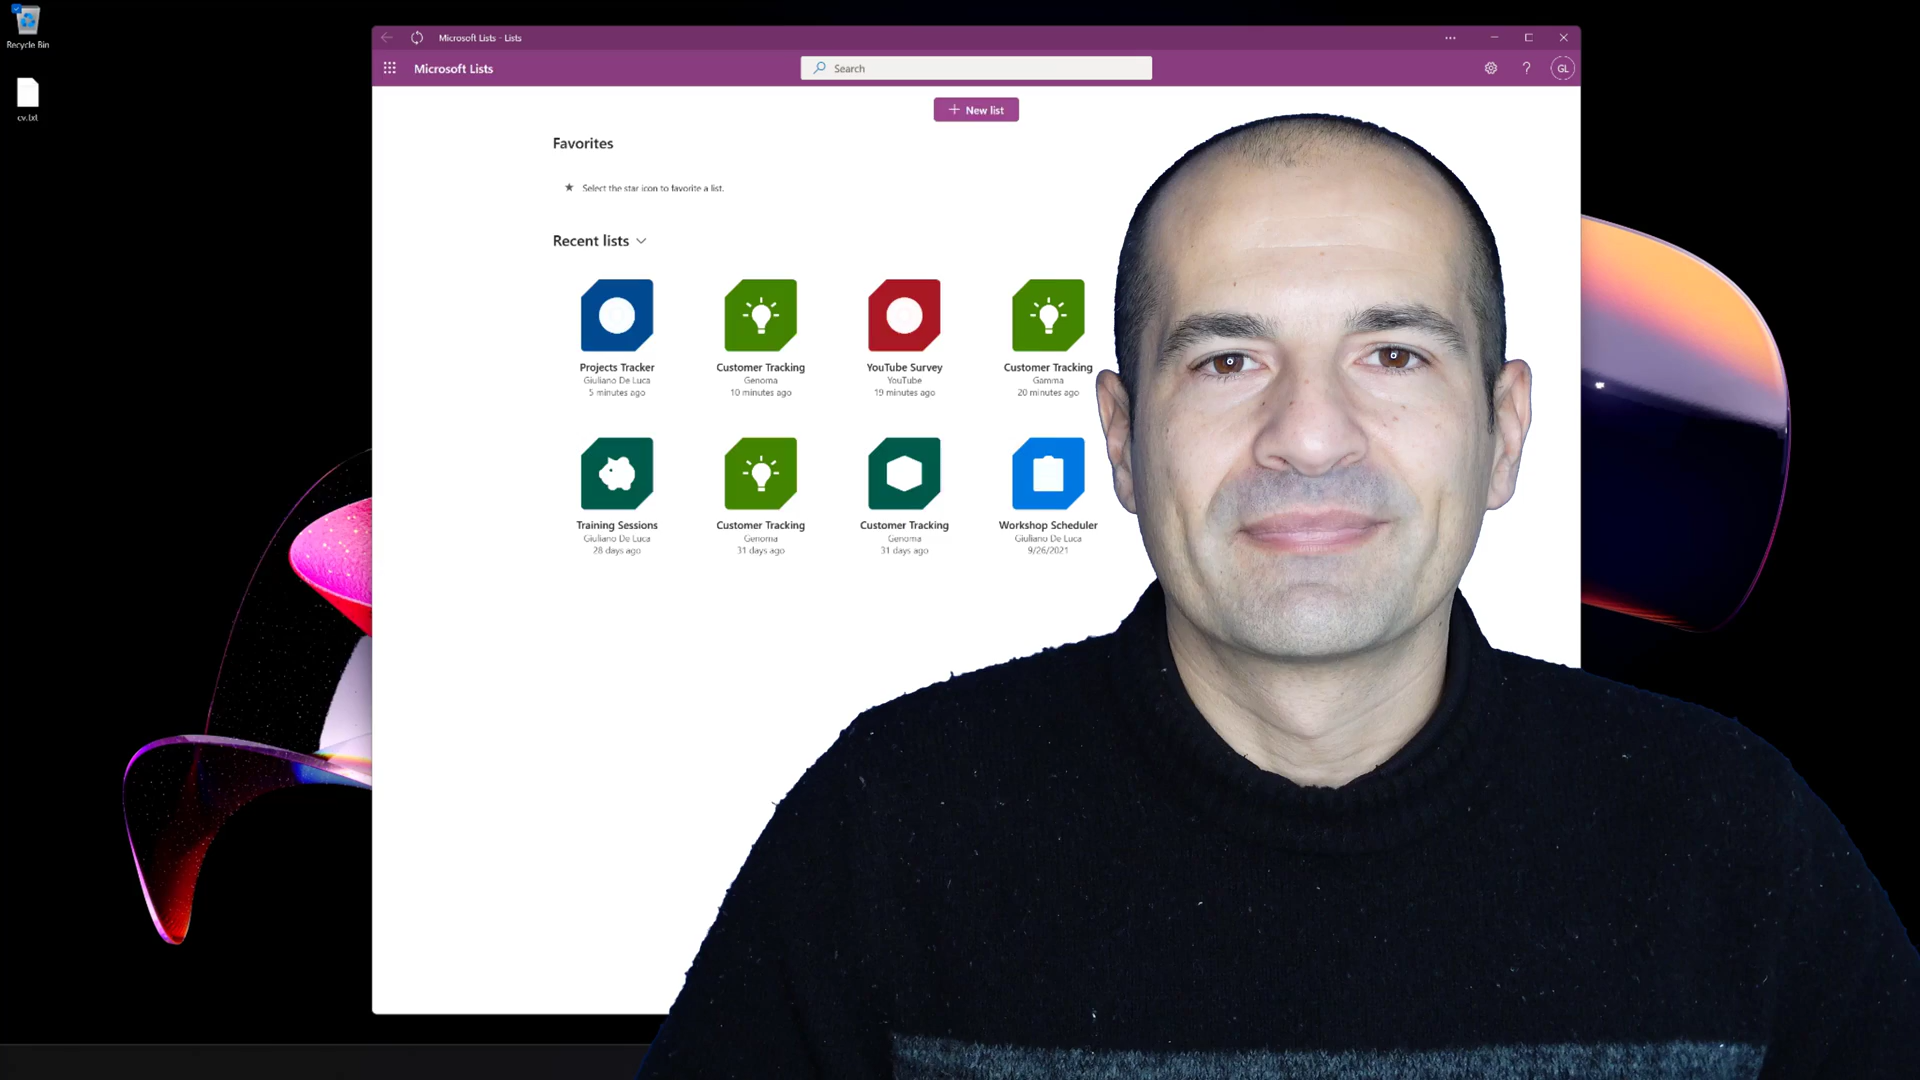 Recycle Bin
cv.txt
Microsoft Lists - Lists
Microsoft Lists
Search
GL
New list
Favorites
Select the star icon to favorite a list.
Recent lists
Projects Tracker
Giuliano De Luca
5 minutes ago
Customer Tracking
Genoma
10 minutes ago
YouTube Survey
YouTube
19 minutes ago
Customer Tracking
Gamma
20 minutes ago
Training Sessions
Giuliano De Luca
28 days ago
Customer Tracking
Genoma
31 days ago
Customer Tracking
Genoma
31 days ago
Workshop Scheduler
Giuliano De Luca
9/26/2021